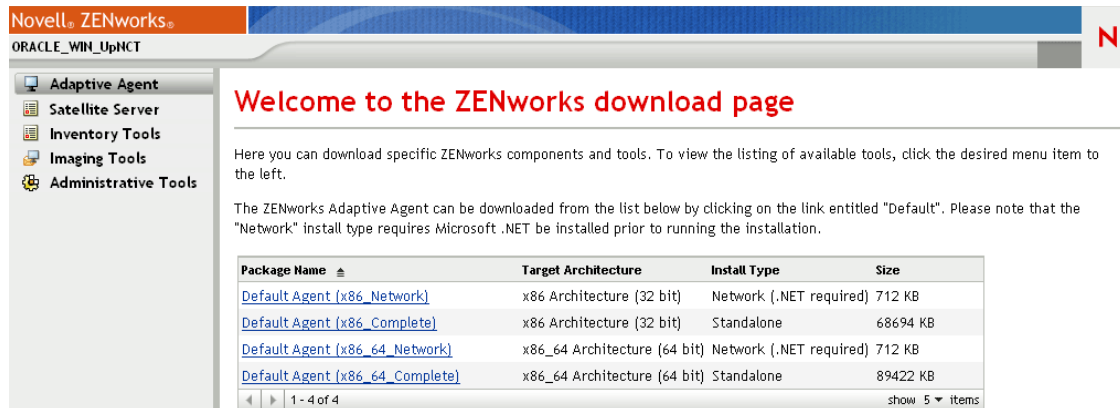 Novell® ZENworks®
ORACLE_WIN_UpNCT
N
Adaptive Agent
Satellite Server
Inventory Tools
Imaging Tools
Administrative Tools
Welcome to the ZENworks download page
Here you can download specific ZENworks components and tools. To view the listing of available tools, click the desired menu item to
the left.
The ZENworks Adaptive Agent can be downloaded from the list below by clicking on the link entitled "Default". Please note that the
"Network" install type requires Microsoft .NET be installed prior to running the installation.
Package Name Target Architecture Install Type Size
Default Agent (x86_Network) x86 Architecture (32 bit) Network (.NET required) 712 KB
Default Agent (x86_Complete) x86 Architecture (32 bit) Standalone 68694 KB
Default Agent (x86_64_Network) x86_64 Architecture (64 bit) Network (.NET required) 712 KB
Default Agent (x86_64_Complete) x86_64 Architecture (64 bit) Standalone 89422 KB
1 - 4 of 4 show 5 items